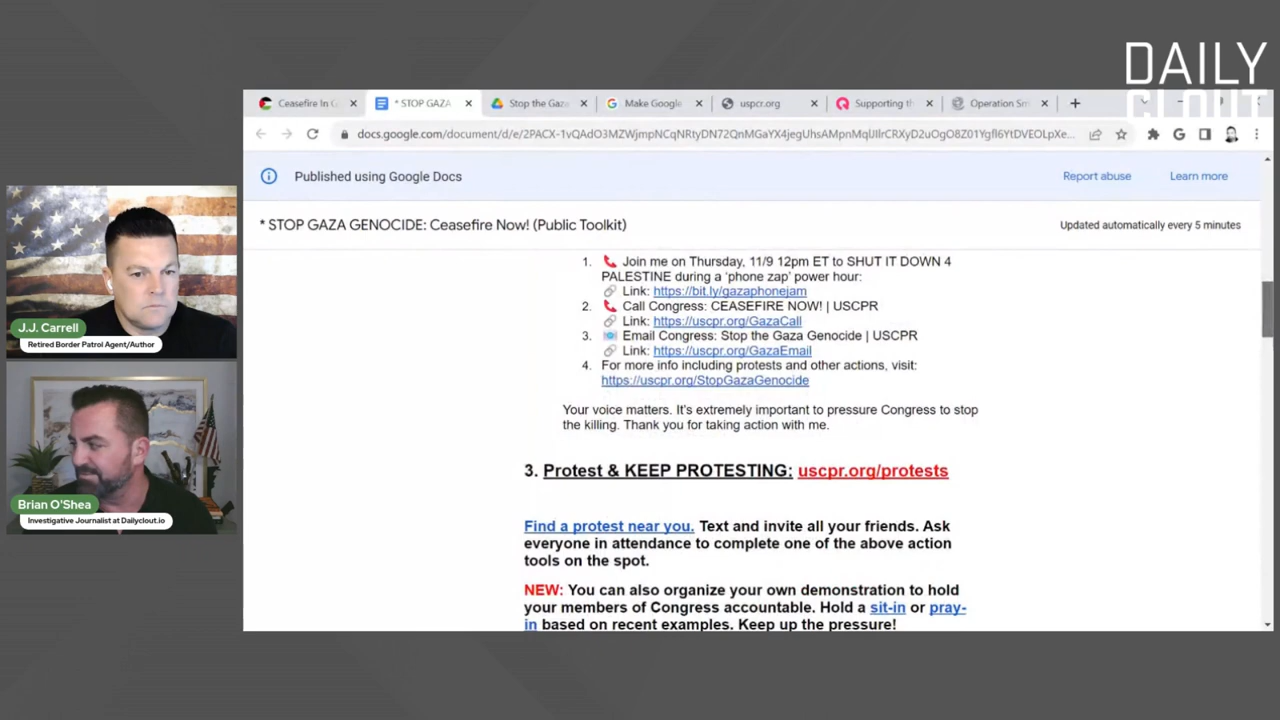 DAILY
CLOUT
Ceasefire In G
* STOP GAZA
Stop the Gaza
Make Google
uspcr.org
Supporting th
Operation Sm
docs.google.com/document/d/e/2PACX-1vQAdO3MZWjmpNCqNRtyDN72QnMGaYX4jegUhsAMpnMqUIlrCRXyD2uOgO8Z01Ygfl6YtDVEOLpXe...
Published using Google Docs
Report abuse
Learn more
* STOP GAZA GENOCIDE: Ceasefire Now! (Public Toolkit)
Updated automatically every 5 minutes
1. 📞 Join me on Thursday, 11/9 12pm ET to SHUT IT DOWN 4
PALESTINE during a 'phone zap' power hour:
🔗 Link: https://bit.ly/gazaphonejam
2. 📞 Call Congress: CEASEFIRE NOW! | USCPR
🔗 Link: https://uscpr.org/GazaCall
3. 📧 Email Congress: Stop the Gaza Genocide | USCPR
🔗 Link: https://uscpr.org/GazaEmail
4. For more info including protests and other actions, visit:
https://uscpr.org/StopGazaGenocide
Your voice matters. It's extremely important to pressure Congress to stop
the killing. Thank you for taking action with me.
3. Protest & KEEP PROTESTING: uscpr.org/protests
Find a protest near you. Text and invite all your friends. Ask
everyone in attendance to complete one of the above action
tools on the spot.
NEW: You can also organize your own demonstration to hold
your members of Congress accountable. Hold a sit-in or pray-
in based on recent examples. Keep up the pressure!
J.J. Carrell
Retired Border Patrol Agent/Author
Brian O'Shea
Investigative Journalist at Dailyclout.io